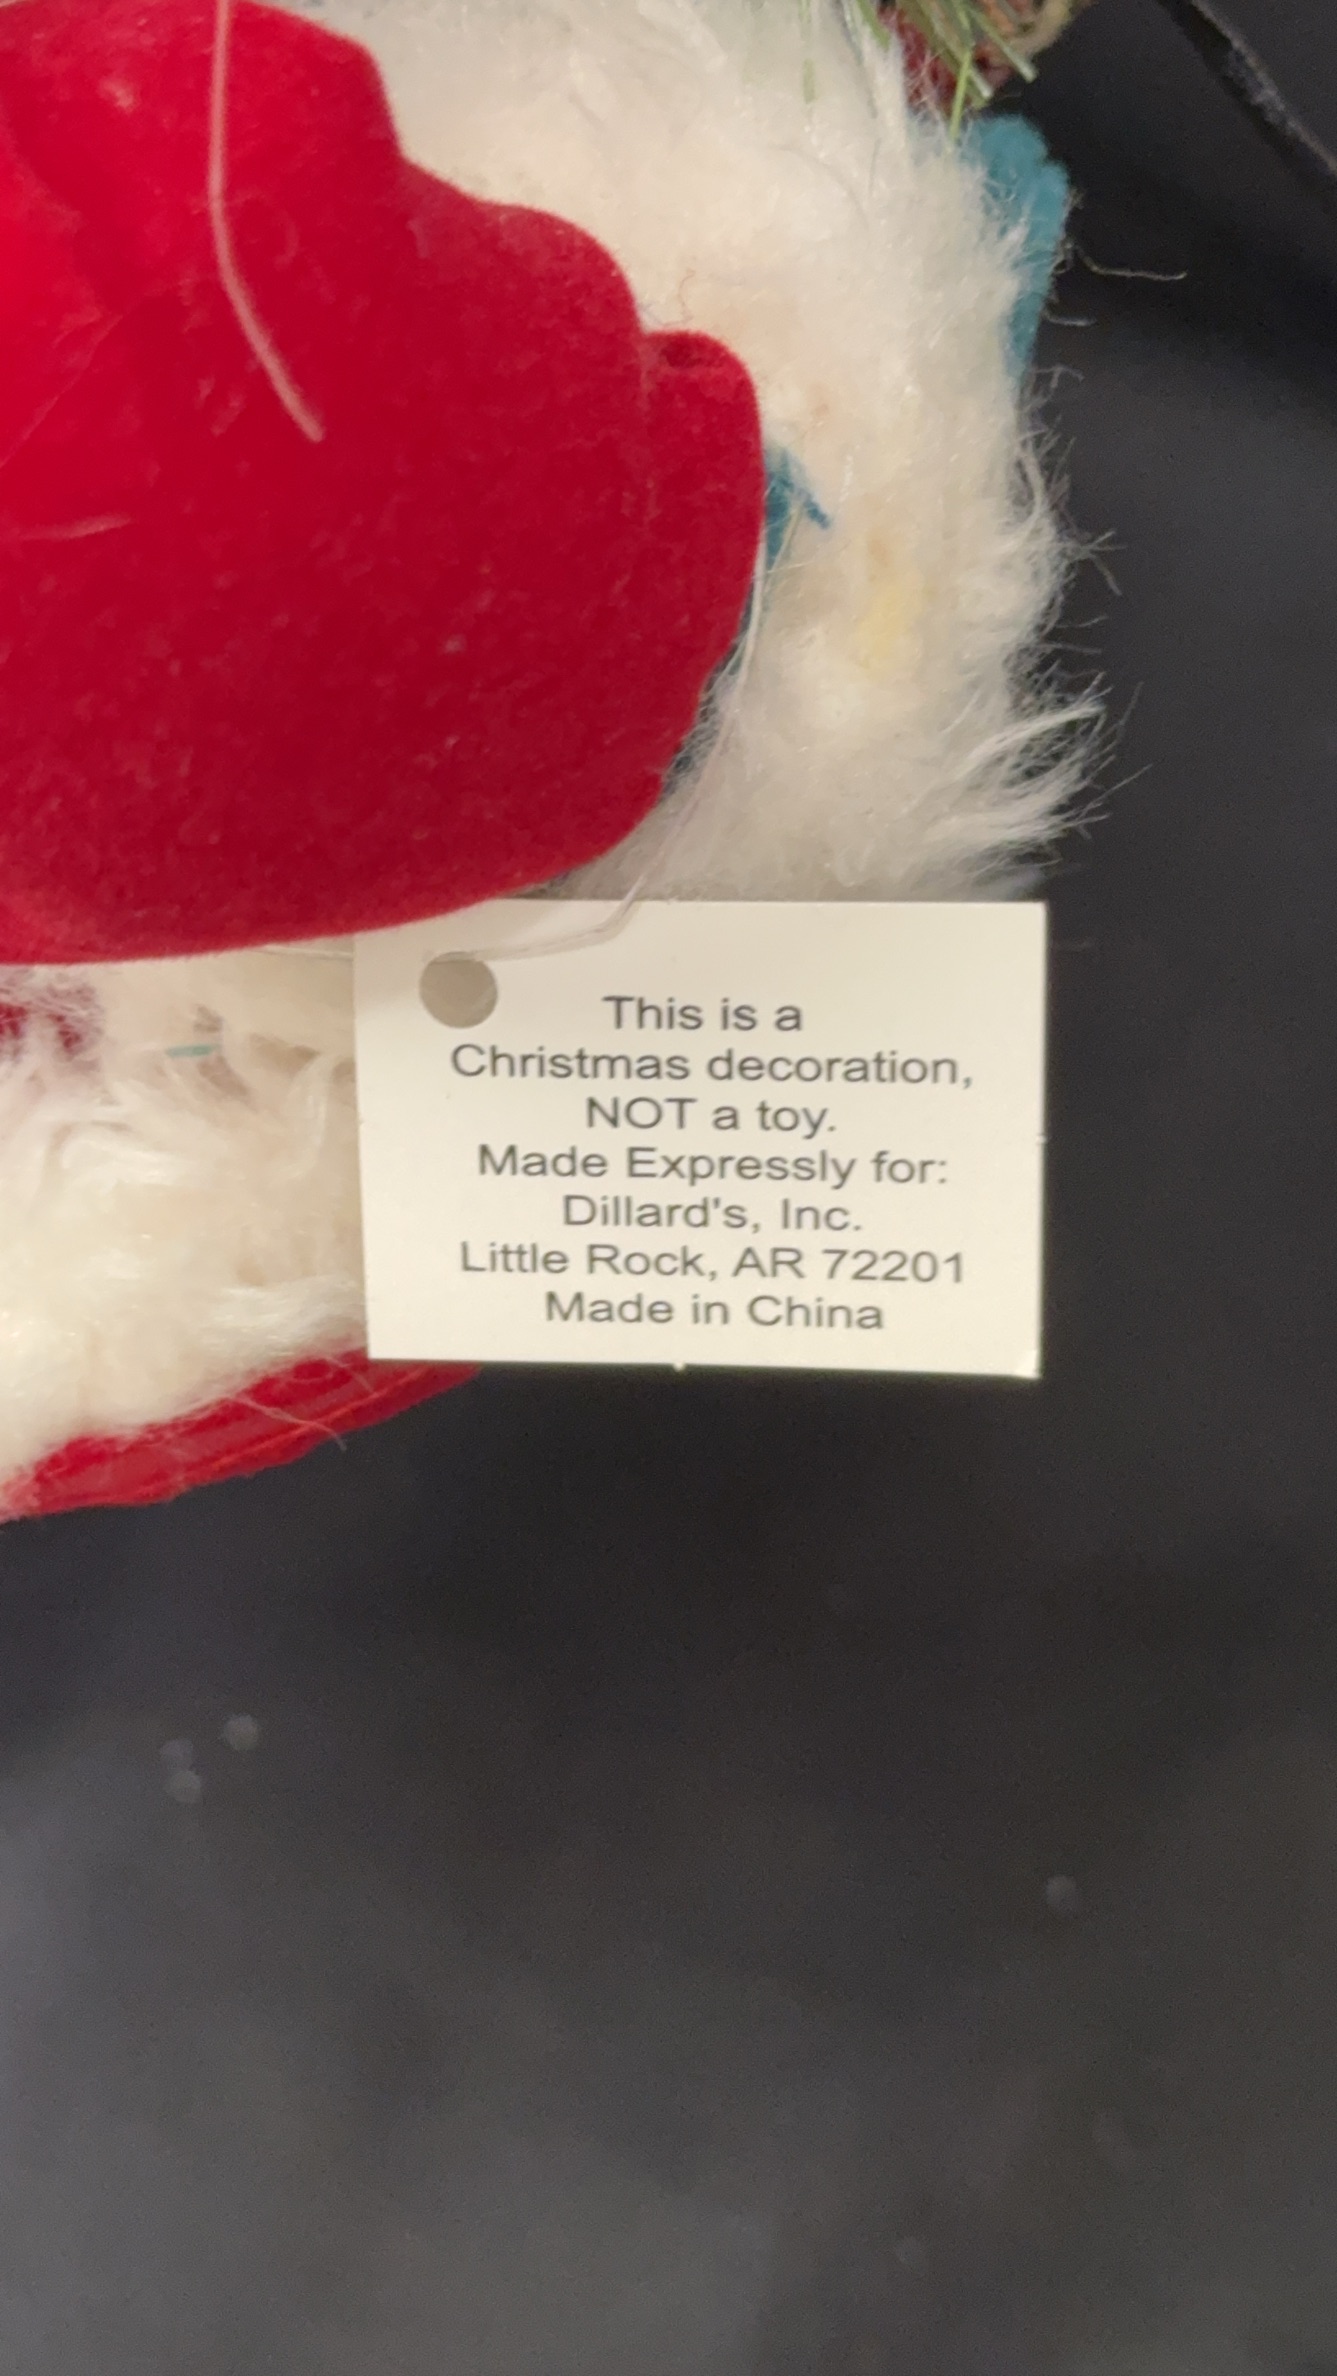 This is a
Christmas decoration,
NOT a toy.
Made Expressly for:
Dillard's, Inc.
Little Rock, AR 72201
Made in China